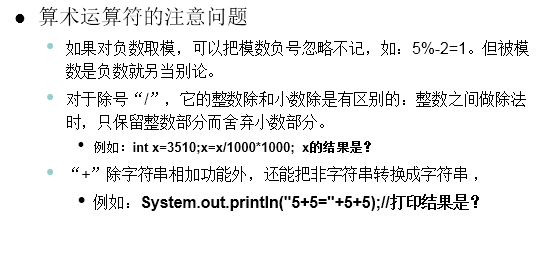 算术运算符的注意问题
如果对负数取模，可以把模数负号忽略不记，如：5%-2=1。但被模
数是负数就另当别论。
对于除号“/”，它的整数除和小数除是有区别的：整数之间做除法
时，只保留整数部分而舍弃小数部分。
例如：int x=3510;x=x/1000*1000; x的结果是?
“+”除字符串相加功能外，还能把非字符串转换成字符串，
例如：System.out.println("5+5="+5+5);//打印结果是?